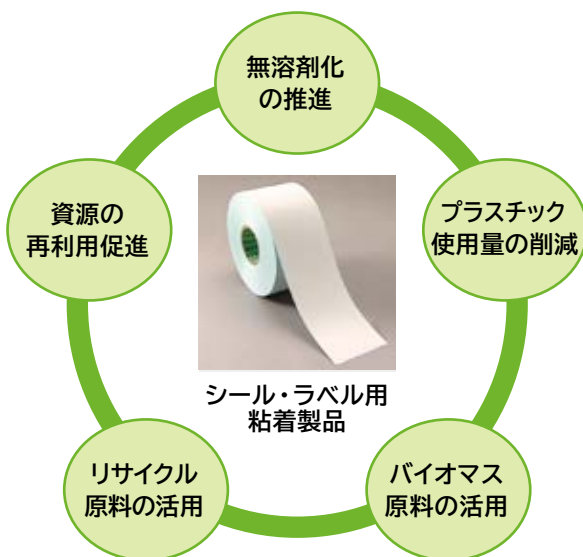 無溶剤化
の推進
プラスチック
使用量の削減
バイオマス
原料の活用
リサイクル
原料の活用
資源の
再利用促進
シール・ラベル用
粘着製品